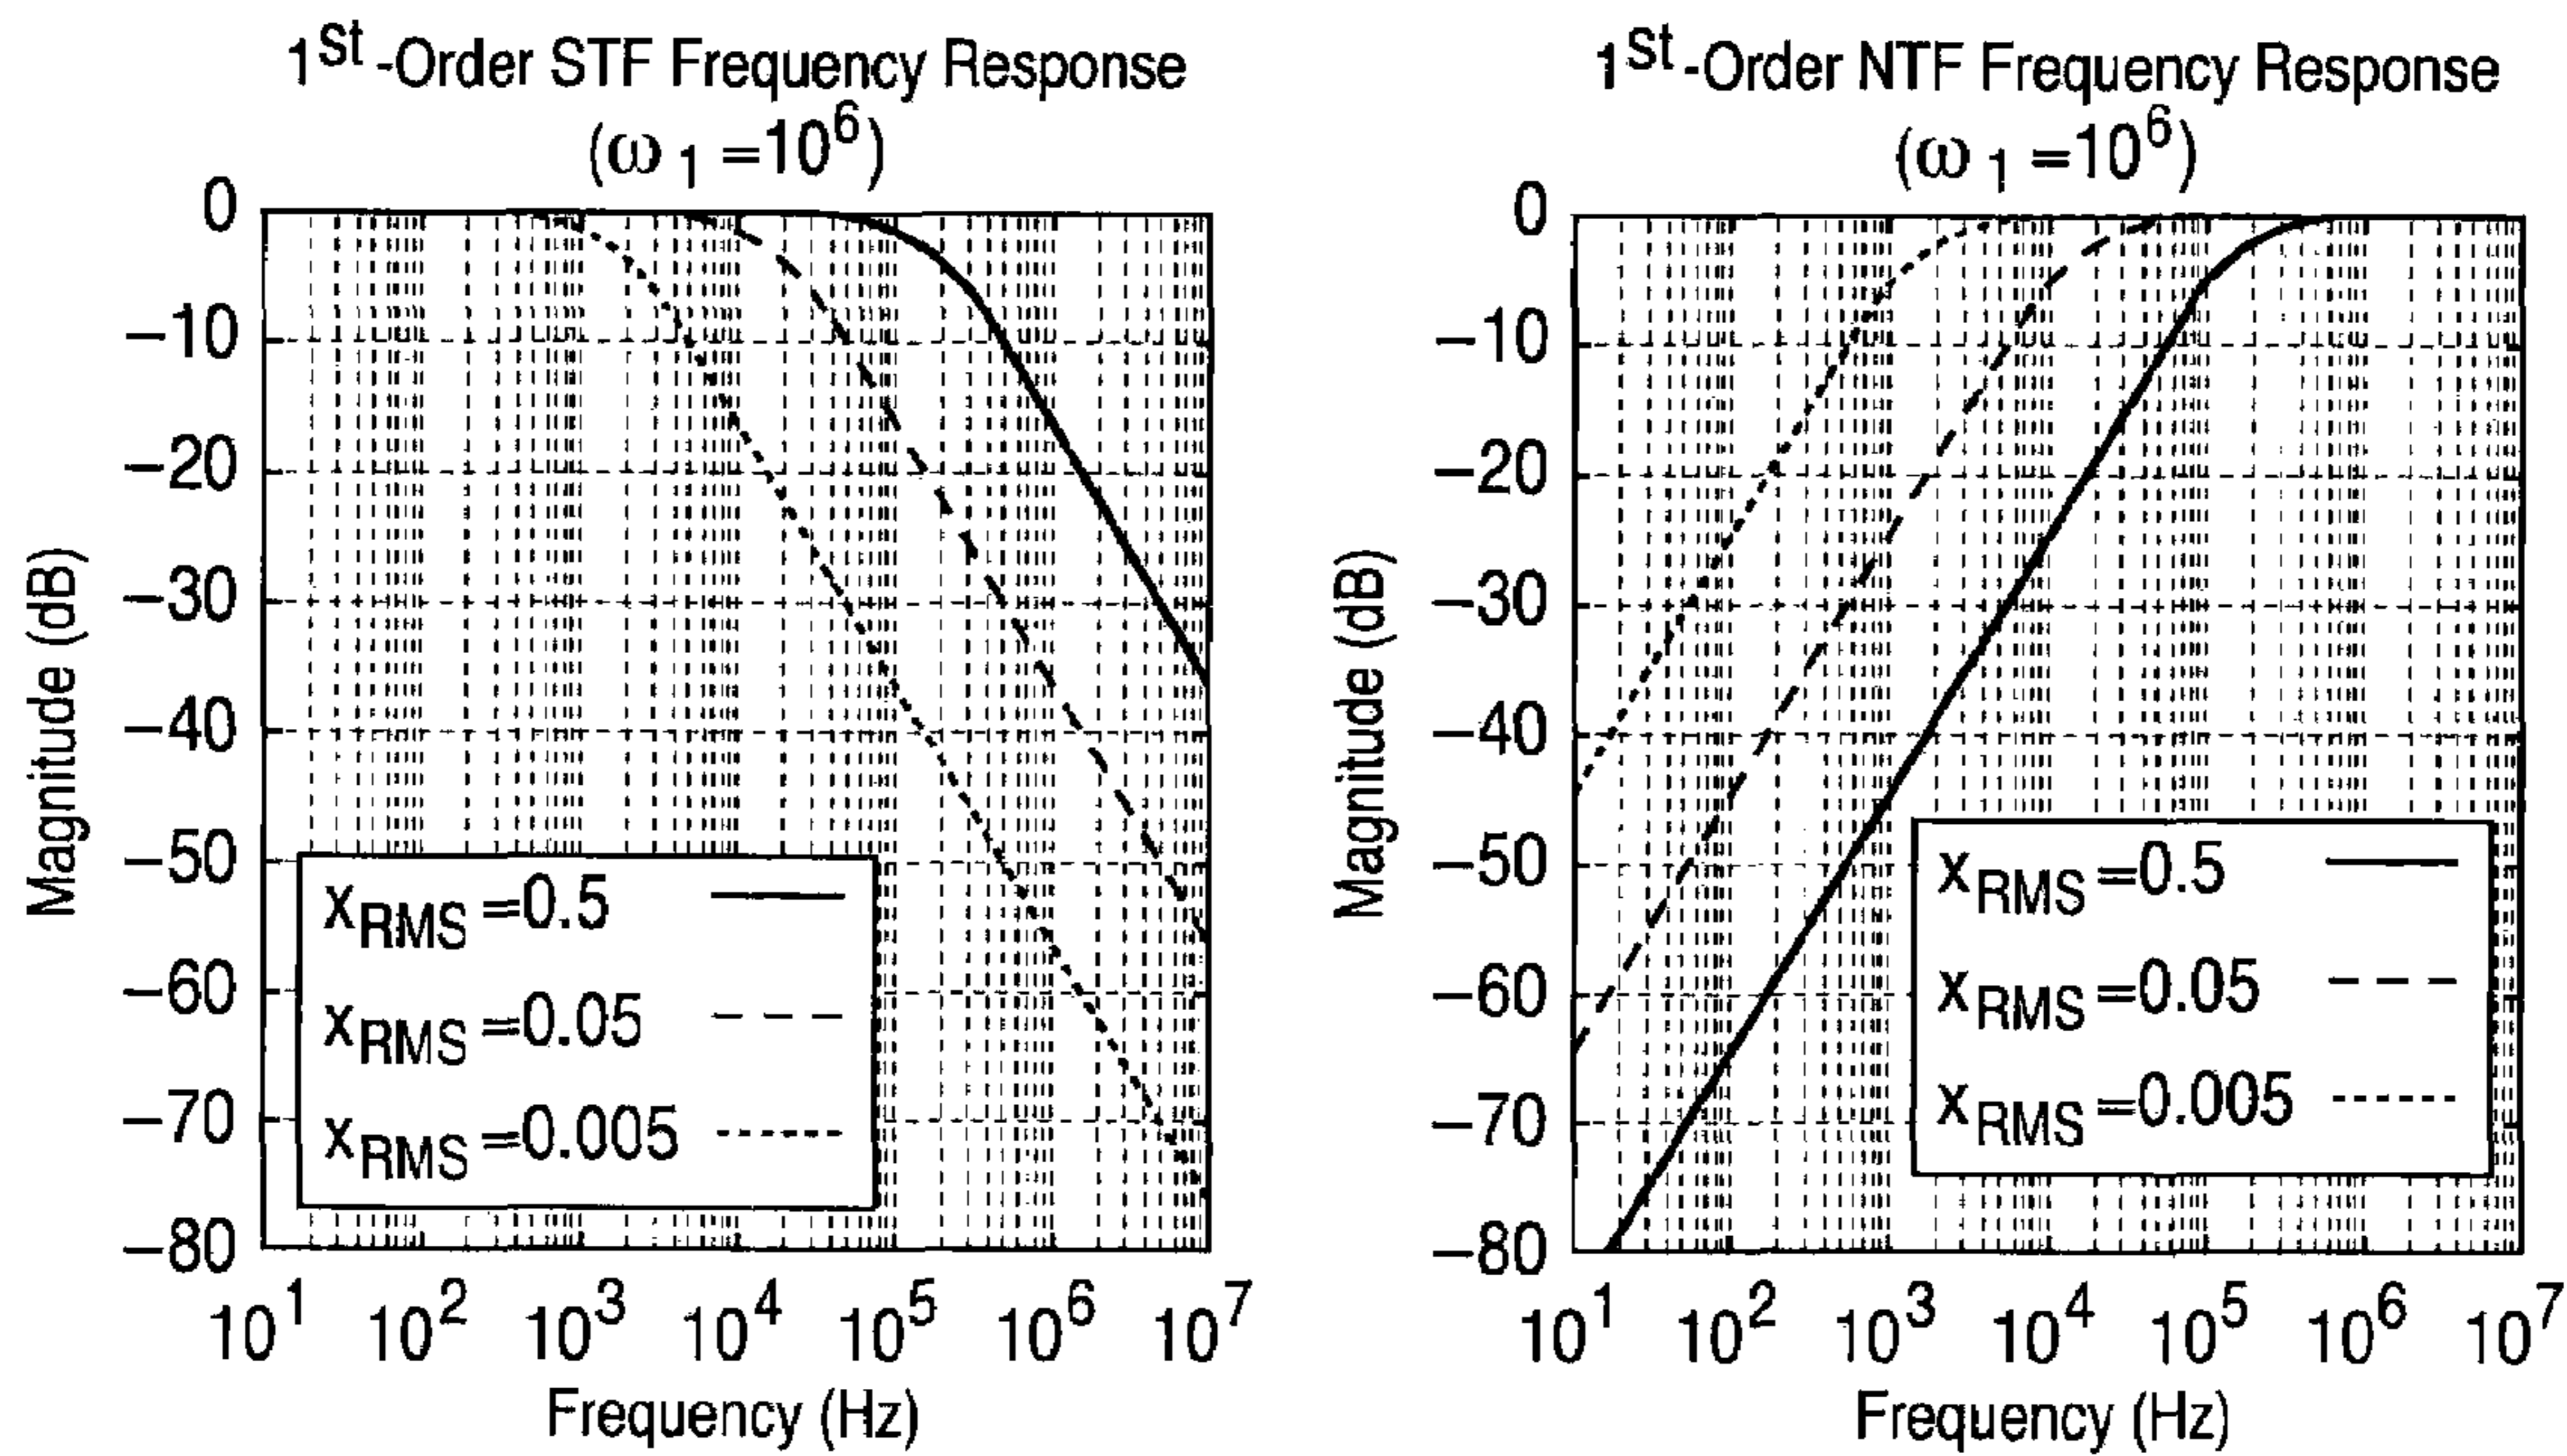 1St-Order STF Frequency Response
(ω1=10^6)
0
−10
−20
−30
−40
−50
−60
−70
−80
Magnitude (dB)
xRMS=0.5
xRMS=0.05
xRMS=0.005
10^1 10^2 10^3 10^4 10^5 10^6 10^7
Frequency (Hz)
1St-Order NTF Frequency Response
(ω1=10^6)
0
−10
−20
−30
−40
−50
−60
−70
−80
Magnitude (dB)
xRMS=0.5
xRMS=0.05
xRMS=0.005
10^1 10^2 10^3 10^4 10^5 10^6 10^7
Frequency (Hz)